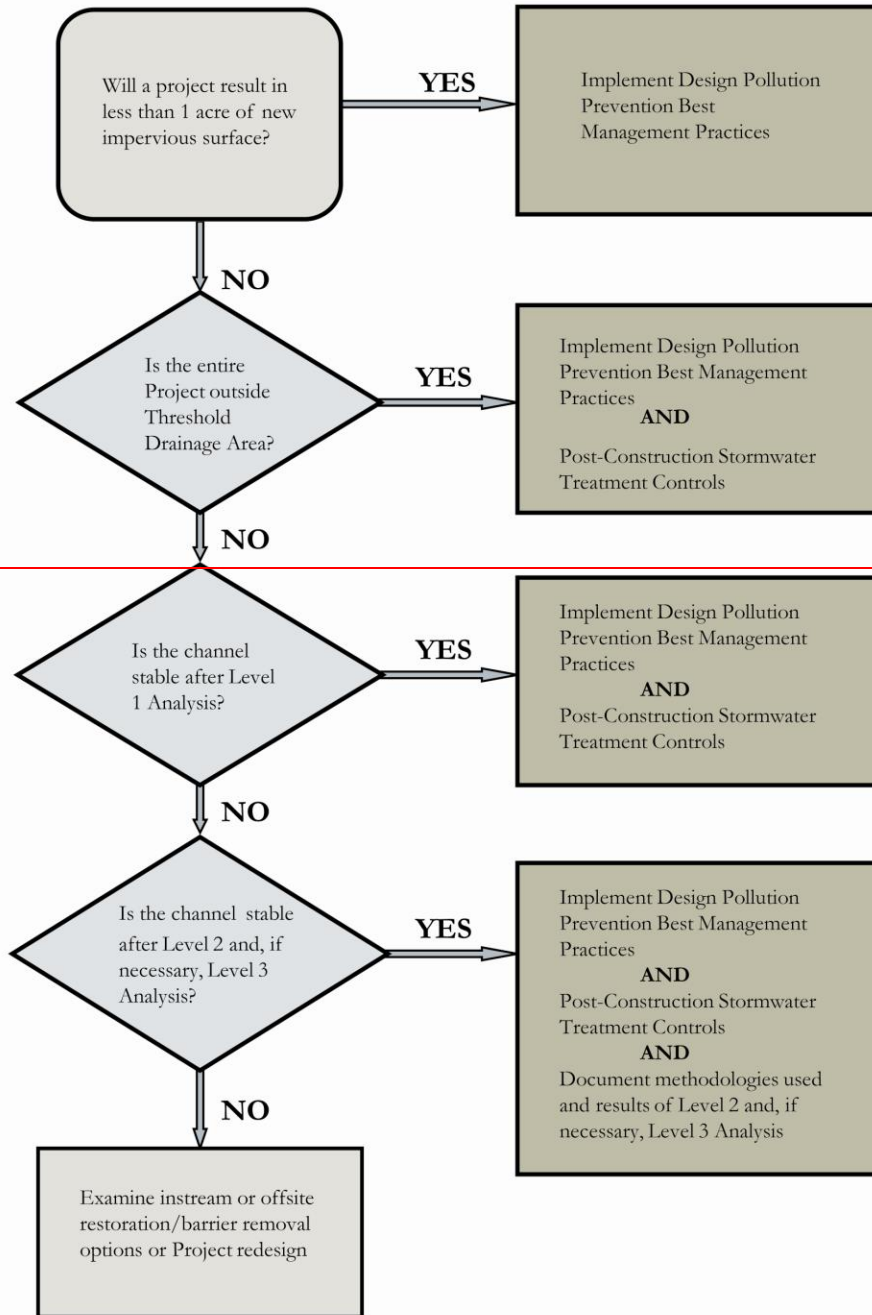 Will a project result in
less than 1 acre of new
impervious surface?
YES
Implement Design Pollution
Prevention Best
Management Practices
NO
Is the entire
Project outside
Threshold
Drainage Area?
YES
Implement Design Pollution
Prevention Best Management
Practices
AND
Post-Construction Stormwater
Treatment Controls
NO
Is the channel
stable after Level
1 Analysis?
YES
Implement Design Pollution
Prevention Best Management
Practices
AND
Post-Construction Stormwater
Treatment Controls
NO
Is the channel stable
after Level 2 and, if
necessary, Level 3
Analysis?
YES
Implement Design Pollution
Prevention Best Management
Practices
AND
Post-Construction Stormwater
Treatment Controls
AND
Document methodologies used
and results of Level 2 and, if
necessary, Level 3 Analysis
NO
Examine instream or offsite
restoration/barrier removal
options or Project redesign